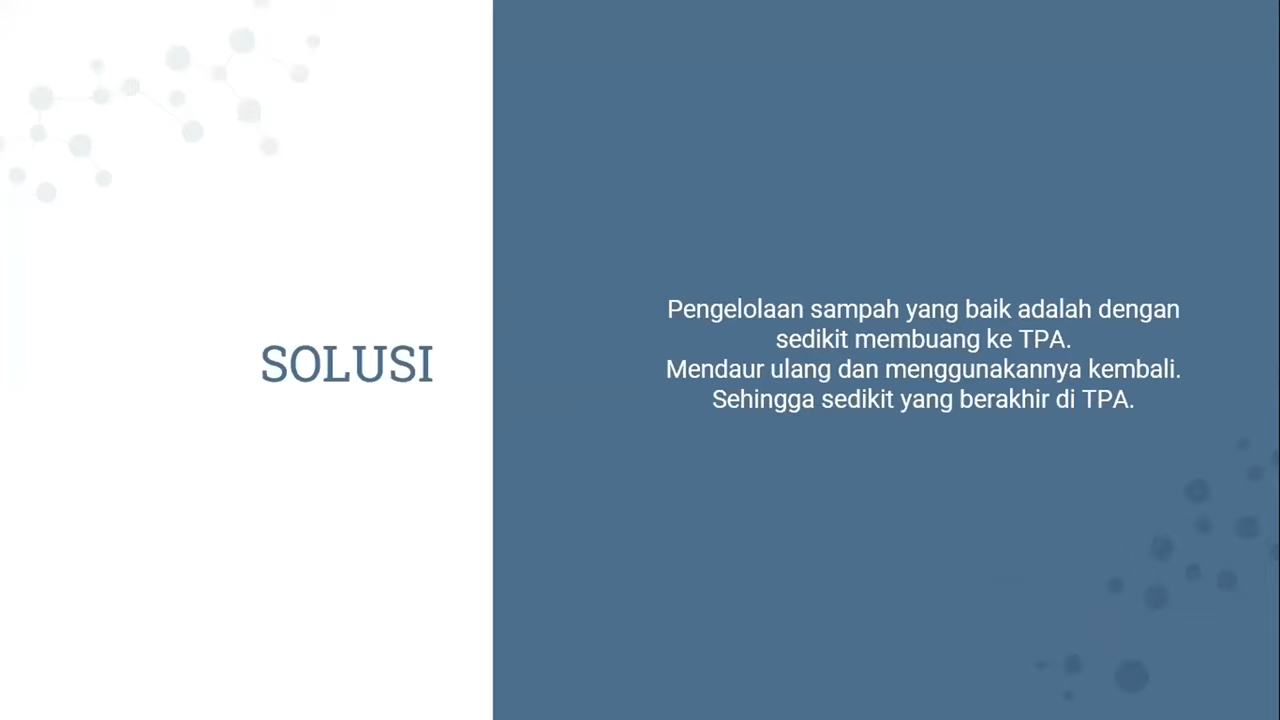 SOLUSI
Pengelolaan sampah yang baik adalah dengan
sedikit membuang ke TPA.
Mendaur ulang dan menggunakannya kembali.
Sehingga sedikit yang berakhir di TPA.